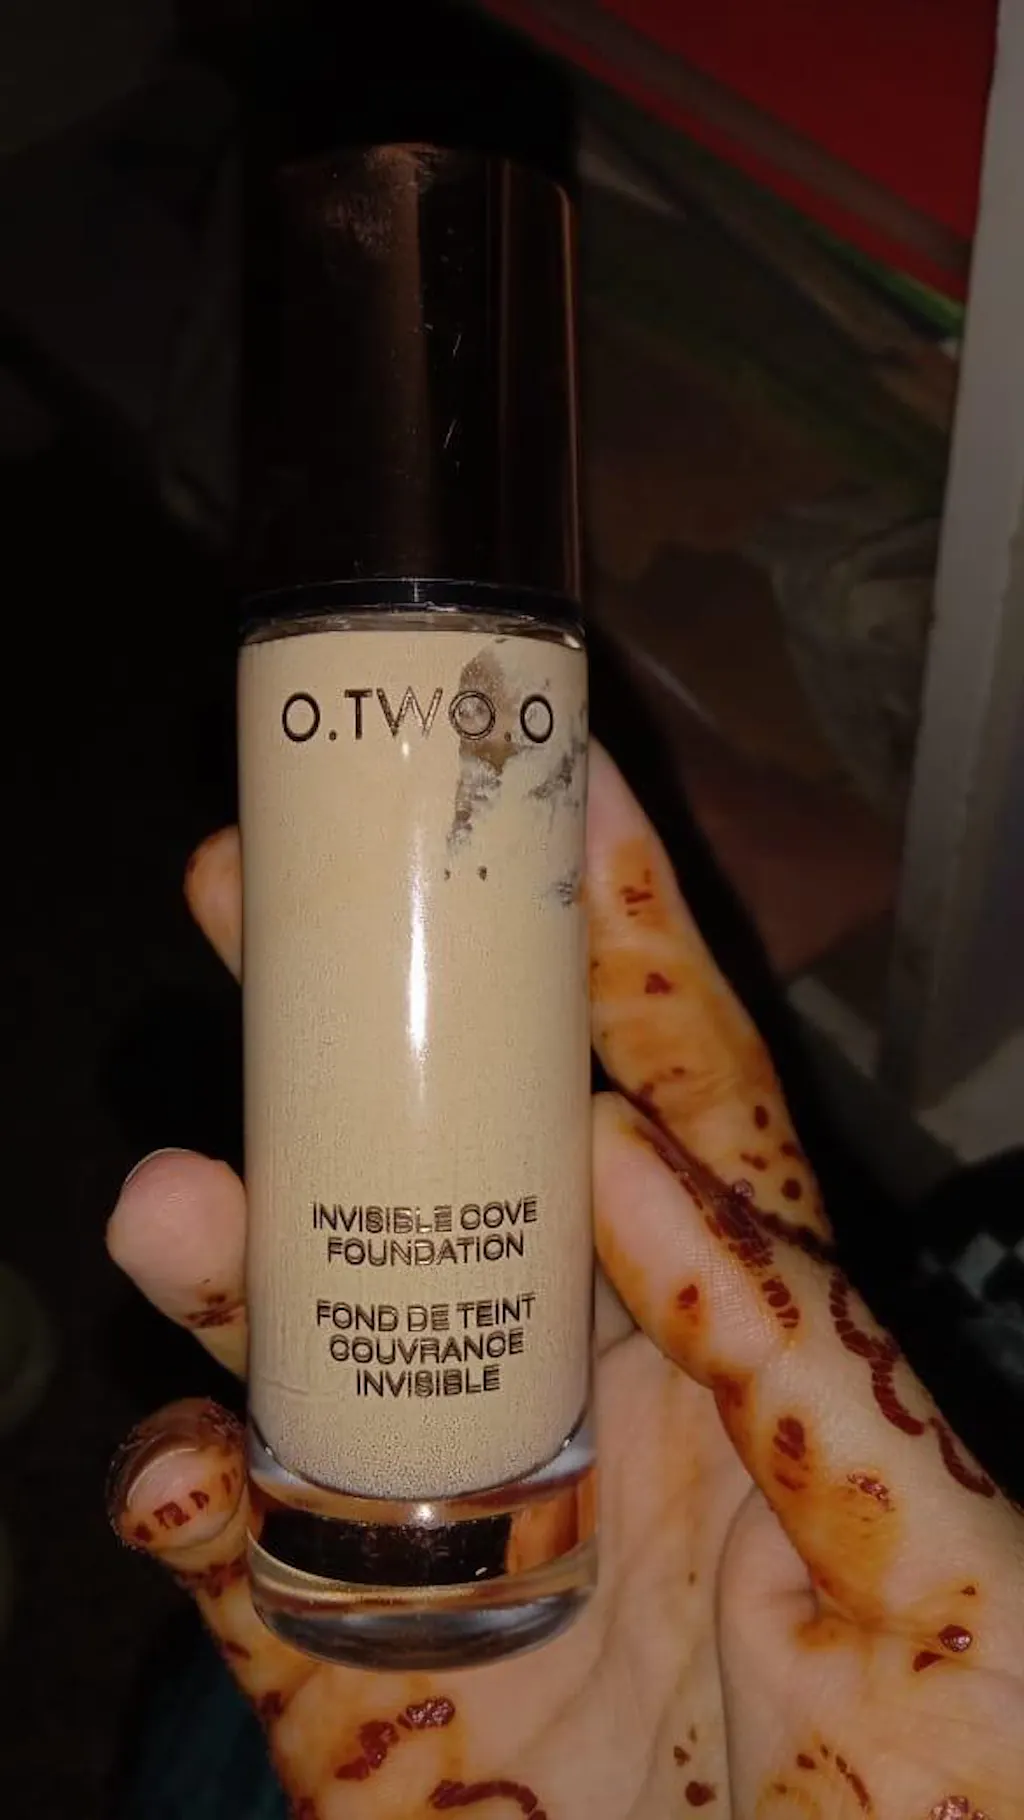 O.TWO.O
INVISIBLE COVE
FOUNDATION
FOND DE TEINT
COUVRANCE
INVISIBLE